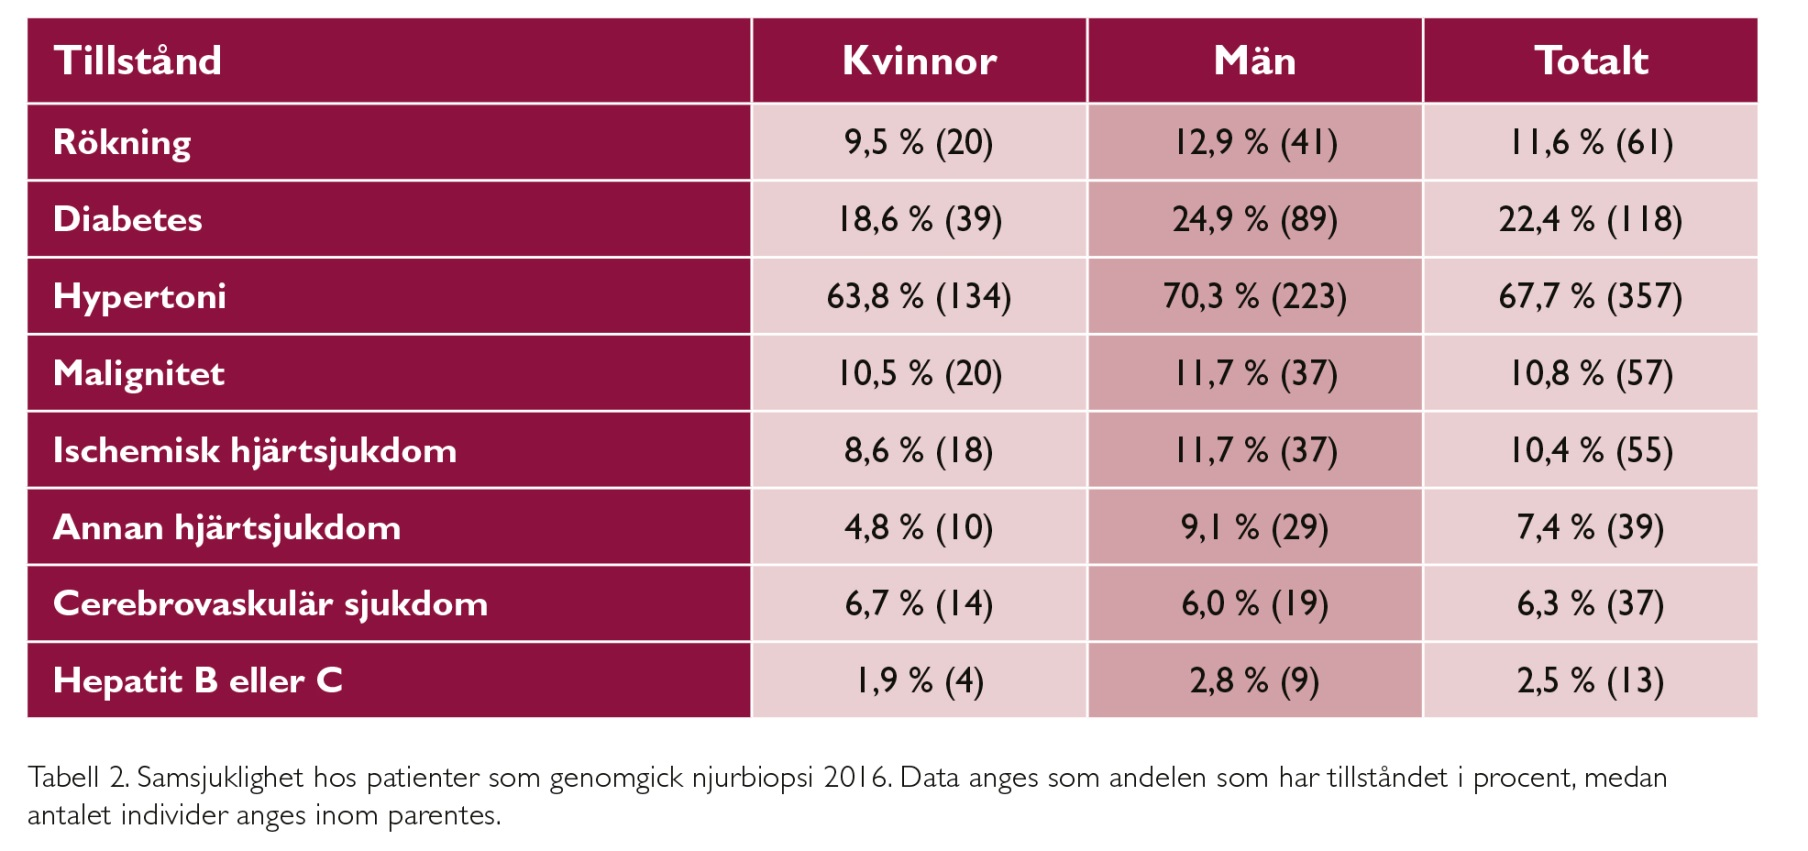 Tillstånd Kvinnor Män Totalt
Rökning 9,5 % (20) 12,9 % (41) 11,6 % (61)
Diabetes 18,6 % (39) 24,9 % (89) 22,4 % (118)
Hypertoni 63,8 % (134) 70,3 % (223) 67,7 % (357)
Malignitet 10,5 % (20) 11,7 % (37) 10,8 % (57)
Ischemisk hjärtsjukdom 8,6 % (18) 11,7 % (37) 10,4 % (55)
Annan hjärtsjukdom 4,8 % (10) 9,1 % (29) 7,4 % (39)
Cerebrovaskulär sjukdom 6,7 % (14) 6,0 % (19) 6,3 % (37)
Hepatit B eller C 1,9 % (4) 2,8 % (9) 2,5 % (13)
Tabell 2. Samsjuklighet hos patienter som genomgick njurbiopsi 2016. Data anges som andelen som har tillståndet i procent, medan
antalet individer anges inom parentes.